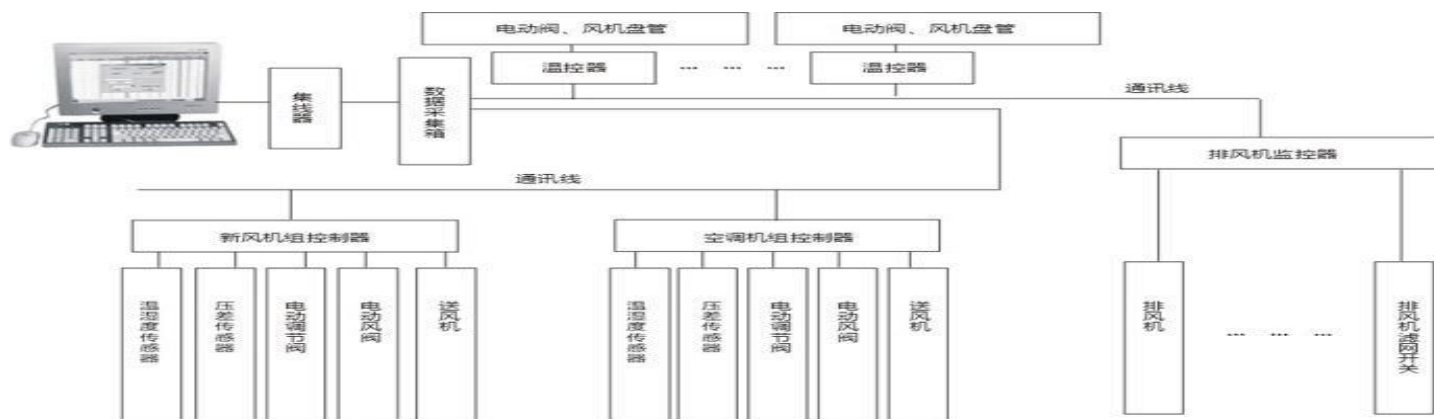 电动阀、风机盘管
电动阀、风机盘管
温控器
… … …
温控器
集线器
数据采集箱
通讯线
排风机监控器
通讯线
新风机组控制器
空调机组控制器
温湿度传感器
压差传感器
电动调节阀
电动风阀
送风机
温湿度传感器
压差传感器
电动调节阀
电动风阀
送风机
排风机
… … …
排风机滤网开关